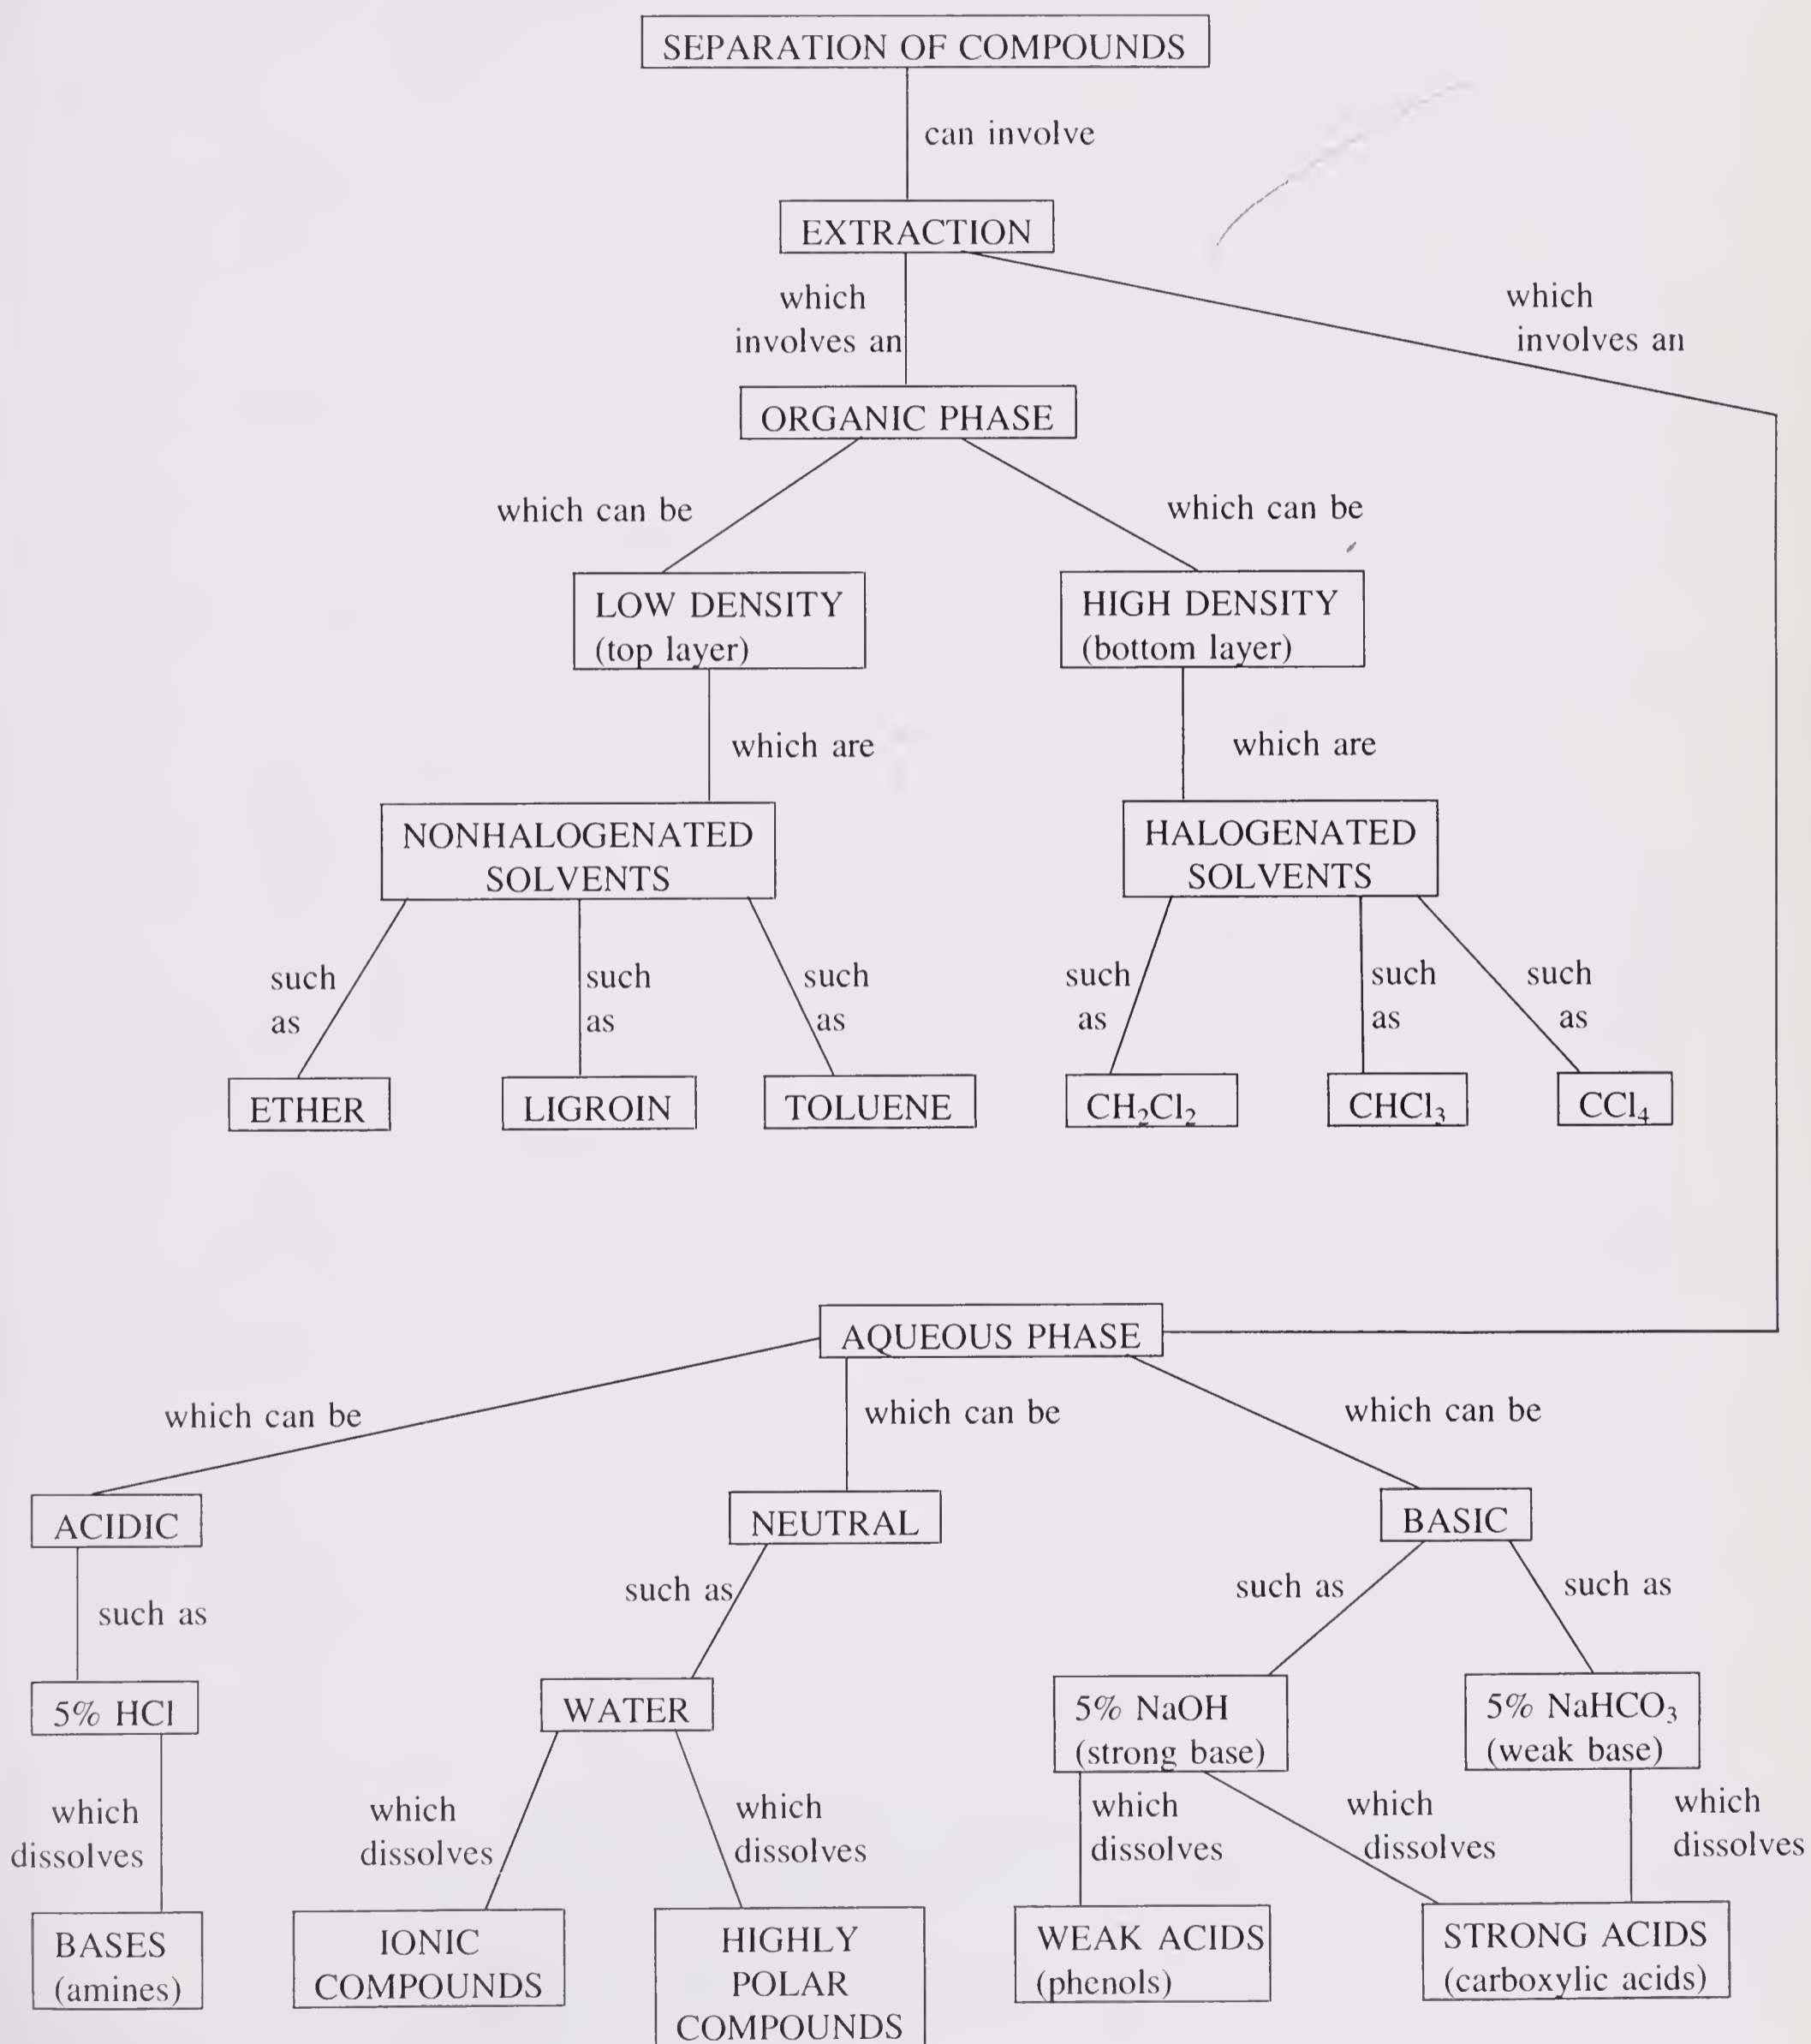 SEPARATION OF COMPOUNDS
can involve
EXTRACTION
which
involves an
which
involves an
ORGANIC PHASE
which can be
which can be
LOW DENSITY
(top layer)
HIGH DENSITY
(bottom layer)
which are
which are
NONHALOGENATED
SOLVENTS
HALOGENATED
SOLVENTS
such
as
such
as
such
as
such
as
such
as
such
as
ETHER
LIGROIN
TOLUENE
CH₂Cl₂
CHCl₃
CCl₄
AQUEOUS PHASE
which can be
which can be
which can be
ACIDIC
NEUTRAL
BASIC
such as
such as
such as
such as
5% HCl
WATER
5% NaOH
(strong base)
5% NaHCO₃
(weak base)
which
dissolves
which
dissolves
which
dissolves
which
dissolves
which
dissolves
which
dissolves
BASES
(amines)
IONIC
COMPOUNDS
HIGHLY
POLAR
COMPOUNDS
WEAK ACIDS
(phenols)
STRONG ACIDS
(carboxylic acids)